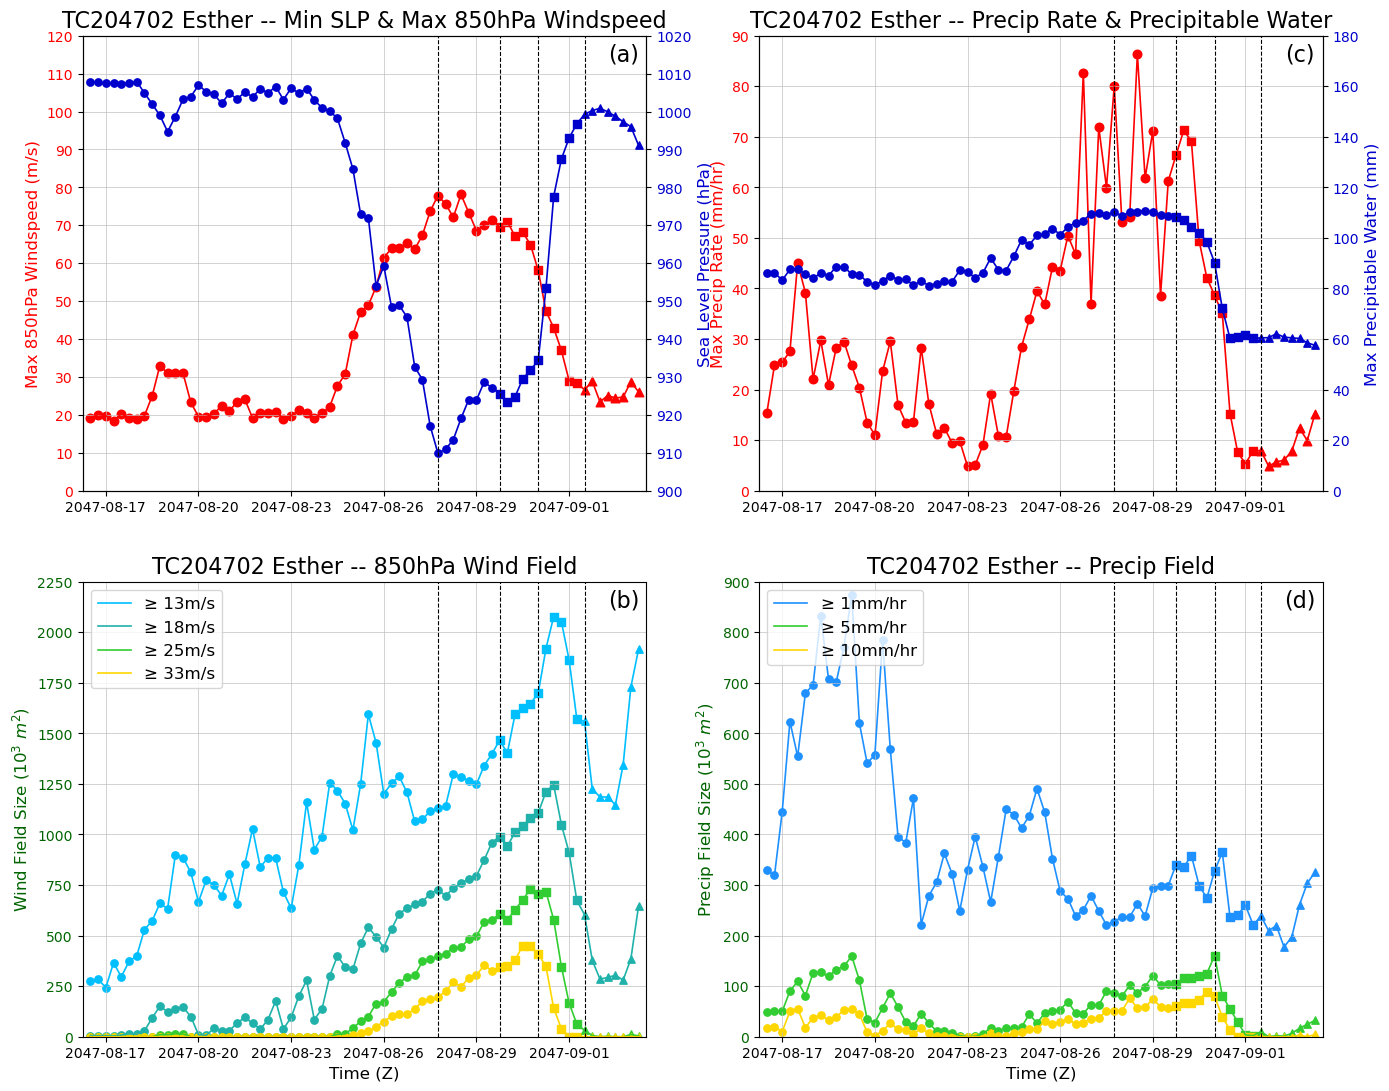 TC204702 Esther -- Min SLP & Max 850hPa Windspeed
(a)
Max 850hPa Windspeed (m/s)
120
110
100
90
80
70
60
50
40
30
20
10
0
1020
1010
1000
990
980
970
960
950
940
930
920
910
900
Sea Level Pressure (hPa)
2047-08-17 2047-08-20 2047-08-23 2047-08-26 2047-08-29 2047-09-01
TC204702 Esther -- Precip Rate & Precipitable Water
(c)
Max Precip Rate (mm/hr)
90
80
70
60
50
40
30
20
10
0
180
160
140
120
100
80
60
40
20
0
Max Precipitable Water (mm)
2047-08-17 2047-08-20 2047-08-23 2047-08-26 2047-08-29 2047-09-01
TC204702 Esther -- 850hPa Wind Field
(b)
≥ 13m/s
≥ 18m/s
≥ 25m/s
≥ 33m/s
Wind Field Size (10³ m²)
2250
2000
1750
1500
1250
1000
750
500
250
0
2047-08-17 2047-08-20 2047-08-23 2047-08-26 2047-08-29 2047-09-01
Time (Z)
TC204702 Esther -- Precip Field
(d)
≥ 1mm/hr
≥ 5mm/hr
≥ 10mm/hr
Precip Field Size (10³ m²)
900
800
700
600
500
400
300
200
100
0
2047-08-17 2047-08-20 2047-08-23 2047-08-26 2047-08-29 2047-09-01
Time (Z)